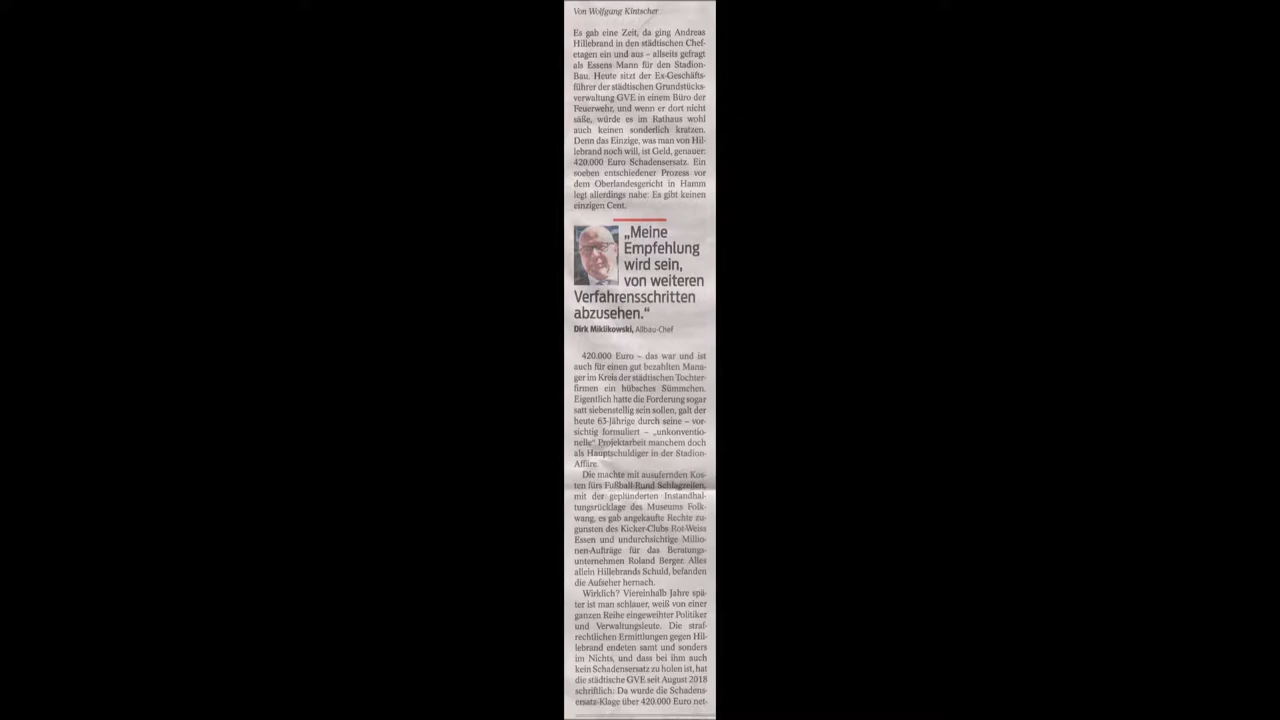 Von Wolfgang Kintscher
Es gab eine Zeit, da ging Andreas
Hillebrand in den städtischen Chef-
etagen ein und aus – allseits gefragt
als Essens Mann für den Stadion-
Bau. Heute sitzt der Ex-Geschäfts-
führer der städtischen Grundstücks-
verwaltung GVE in einem Büro der
Feuerwehr, und wenn er dort nicht
säße, würde es im Rathaus wohl
auch keinen sonderlich kratzen.
Denn das Einzige, was man von Hil-
lebrand noch will, ist Geld, genauer:
420.000 Euro Schadensersatz. Ein
soeben entschiedener Prozess vor
dem Oberlandesgericht in Hamm
legt allerdings nahe: Es gibt keinen
einzigen Cent.
„Meine
Empfehlung
wird sein,
von weiteren
Verfahrensschritten
abzusehen.“
Dirk Miklikowski, Allbau-Chef
420.000 Euro – das war und ist
auch für einen gut bezahlten Mana-
ger im Kreis der städtischen Tochter-
firmen ein hübsches Sümmchen.
Eigentlich hatte die Forderung sogar
satt siebenstellig sein sollen, galt der
heute 63-Jährige durch seine – vor-
sichtig formuliert – „unkonventio-
nelle“ Projektarbeit manchem doch
als Hauptschuldiger in der Stadion-
Affäre.
Die machte mit ausufernden Kos-
ten fürs Fußball-Rund Schlagzeilen,
mit der geplünderten Instandhal-
tungsrücklage des Museums Folk-
wang, es gab angekaufte Rechte zu-
gunsten des Kicker-Clubs Rot-Weiss
Essen und undurchsichtige Millio-
nen-Aufträge für das Beratungs-
unternehmen Roland Berger. Alles
allein Hillebrands Schuld, befanden
die Aufseher hernach.
Wirklich? Viereinhalb Jahre spä-
ter ist man schlauer, weiß von einer
ganzen Reihe eingeweihter Politiker
und Verwaltungsleute. Die straf-
rechtlichen Ermittlungen gegen Hil-
lebrand endeten samt und sonders
im Nichts, und dass bei ihm auch
kein Schadensersatz zu holen ist, hat
die städtische GVE seit August 2018
schriftlich: Da wurde die Schadens-
ersatz-Klage über 420.000 Euro net-